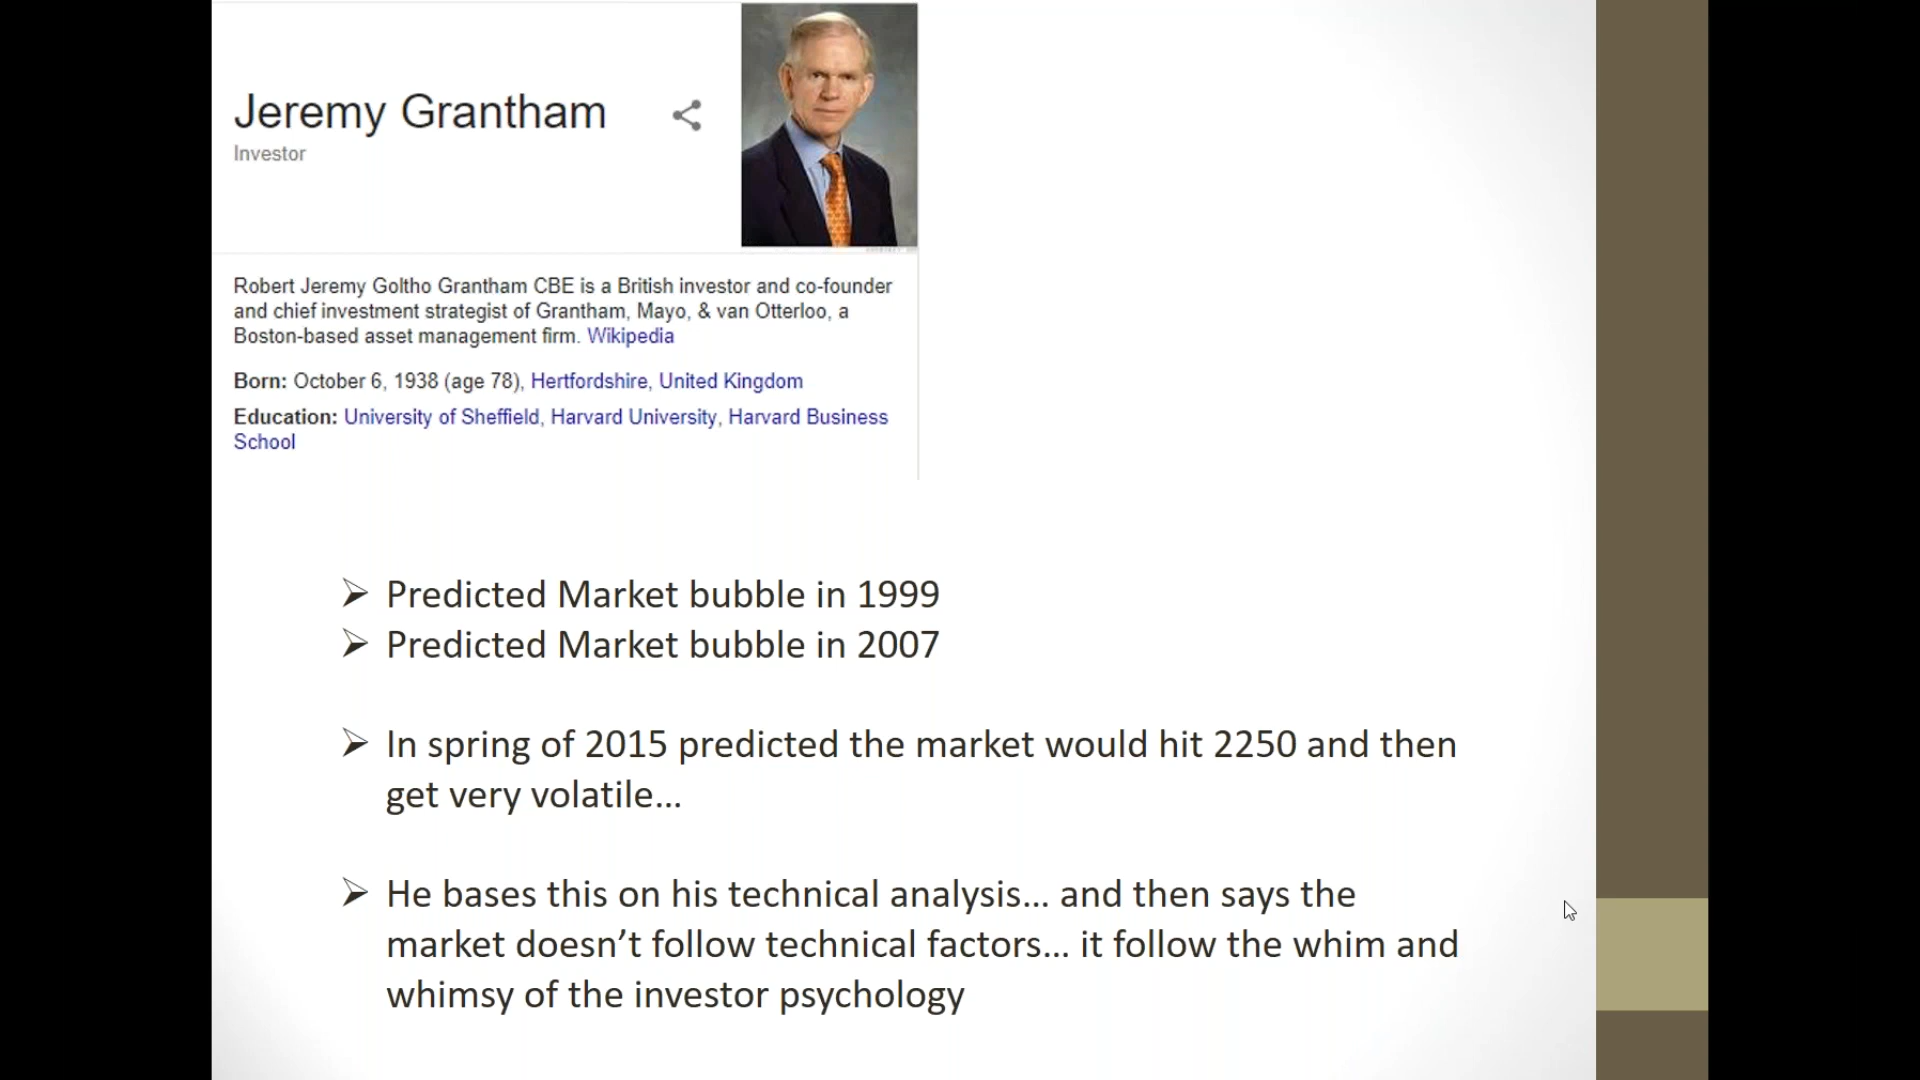 Jeremy Grantham
Investor
Robert Jeremy Goltho Grantham CBE is a British investor and co-founder
and chief investment strategist of Grantham, Mayo, & van Otterloo, a
Boston-based asset management firm. Wikipedia
Born: October 6, 1938 (age 78), Hertfordshire, United Kingdom
Education: University of Sheffield, Harvard University, Harvard Business
School
➢ Predicted Market bubble in 1999
➢ Predicted Market bubble in 2007
➢ In spring of 2015 predicted the market would hit 2250 and then
get very volatile…
➢ He bases this on his technical analysis… and then says the
market doesn’t follow technical factors… it follow the whim and
whimsy of the investor psychology